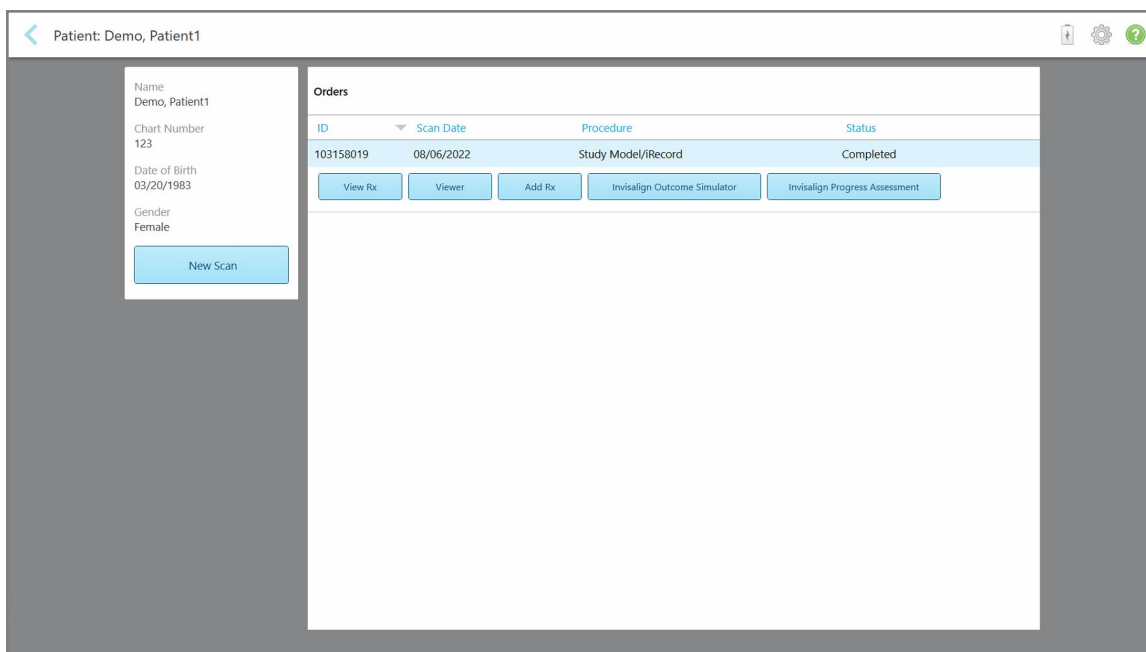 Patient: Demo, Patient1
?
Name
Demo, Patient1
Chart Number
123
Date of Birth
03/20/1983
Gender
Female
New Scan
Orders
ID Scan Date Procedure Status
103158019 08/06/2022 Study Model/iRecord Completed
View Rx Viewer Add Rx Invisalign Outcome Simulator Invisalign Progress Assessment